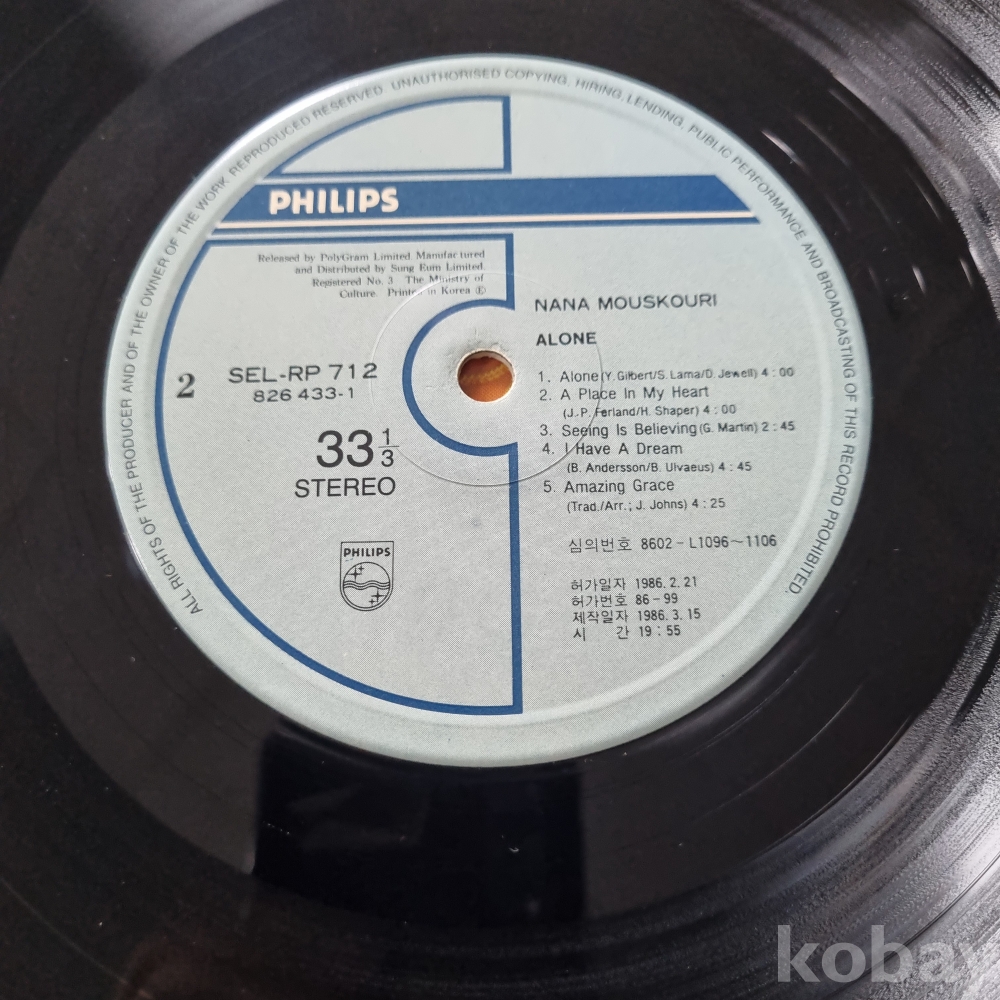 ALL RIGHTS OF THE PRODUCER AND OF THE OWNER OF THE WORK REPRODUCED RESERVED. UNAUTHORISED COPYING, HIRING, LENDING, PUBLIC PERFORMANCE AND BROADCASTING OF THIS RECORD PROHIBITED.
PHILIPS
Released by PolyGram Limited Manufactured
and Distributed by Sung Eum Limited.
Registered No. 3 The Ministry of
Culture. Printed in Korea Ⓔ
NANA MOUSKOURI
ALONE
2
SEL-RP 712
826 433-1
33 1/3
STEREO
PHILIPS
1. Alone (Y. Gilbert/S. Lama/D. Jewell) 4 : 00
2. A Place In My Heart
(J.-P. Ferland/H. Shaper) 4 : 00
3. Seeing Is Believing (G. Martin) 2 : 45
4. I Have A Dream
(B. Andersson/B. Ulvaeus) 4 : 45
5. Amazing Grace
(Trad./Arr.; J. Johns) 4 : 25
심의번호 8602-L1096~1106
허가일자 1986. 2. 21
허가번호 86-99
제작일자 1986. 3. 15
시 간 19 : 55
kobay